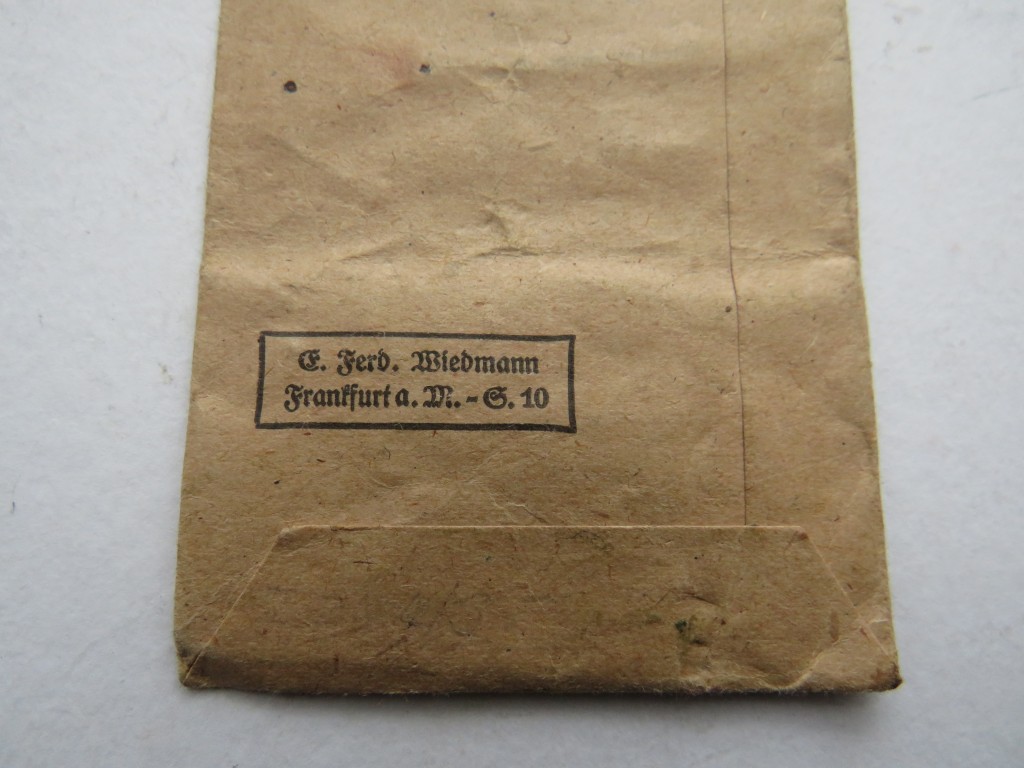 E. Ferd. Wiedmann
Frankfurt a. M. - S. 10